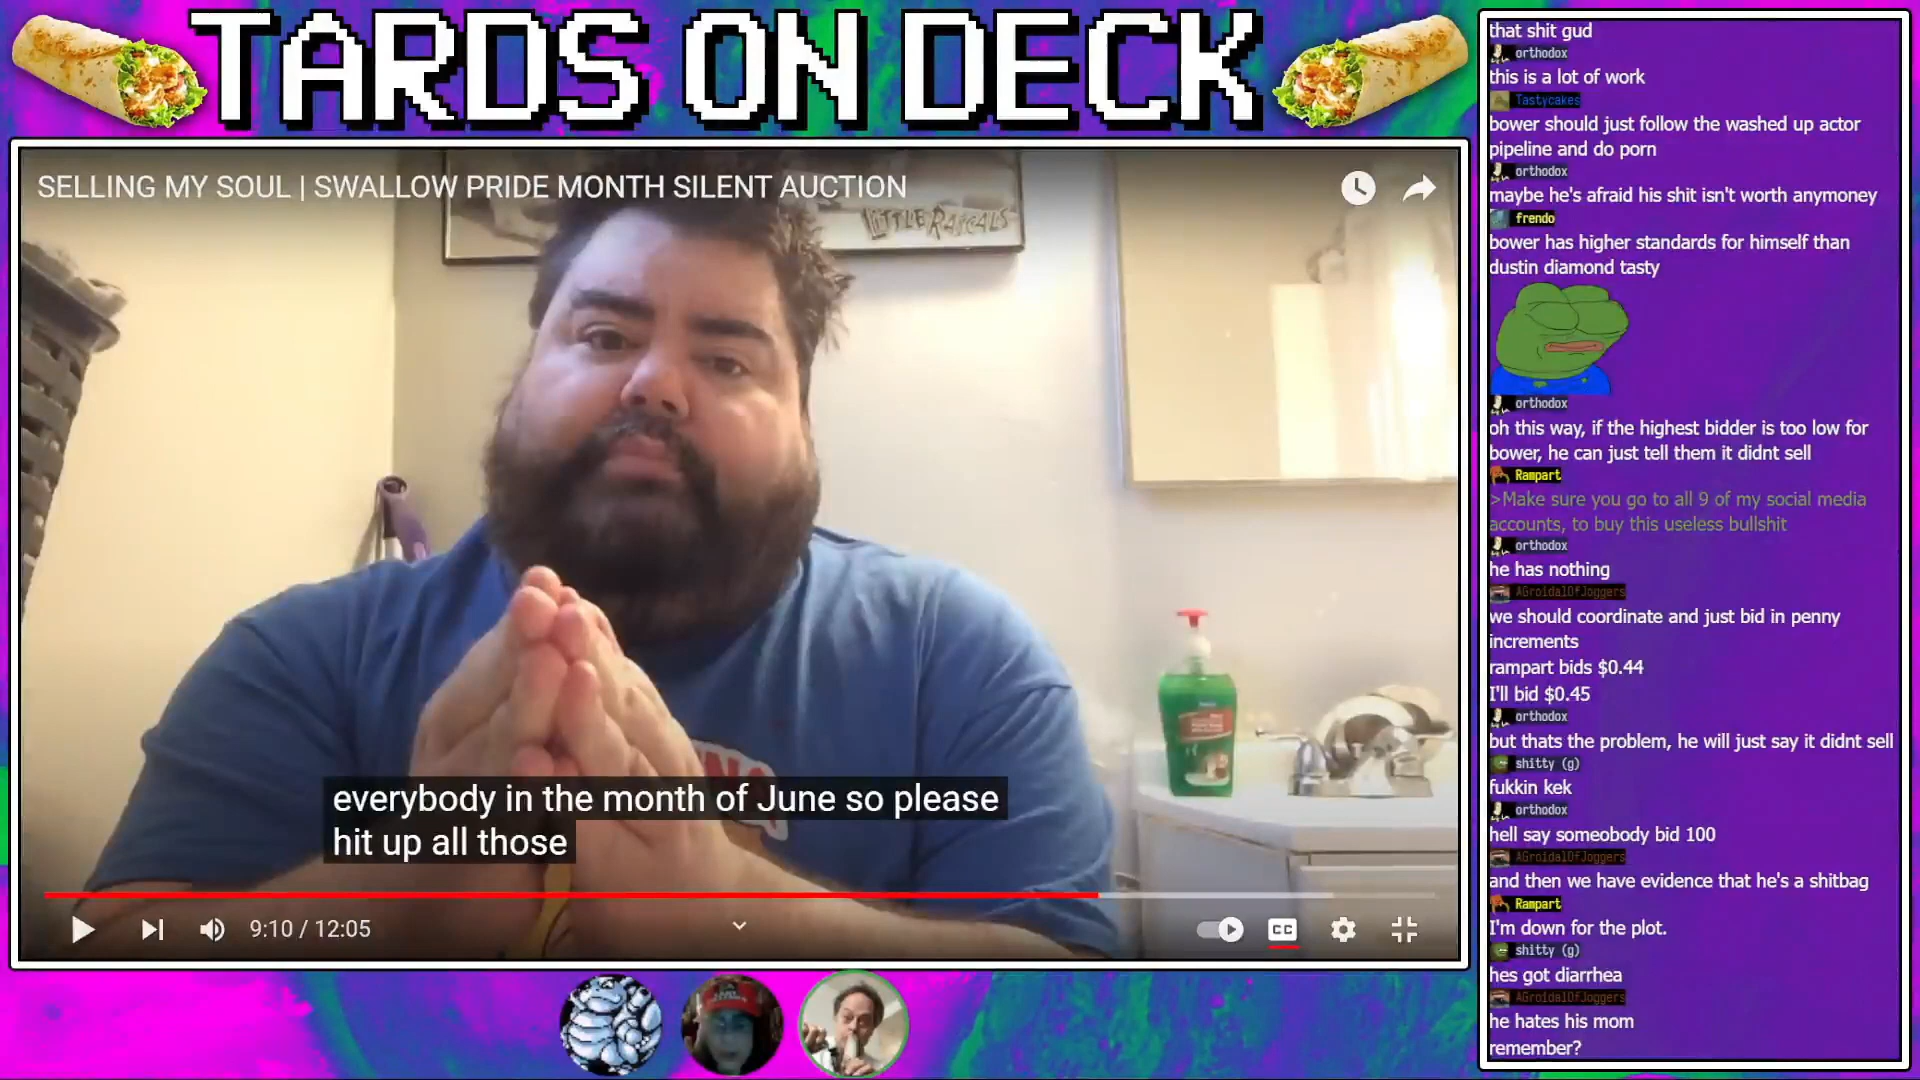 TARDS ON DECK
SELLING MY SOUL | SWALLOW PRIDE MONTH SILENT AUCTION
LITTLE RASCALS
everybody in the month of June so please
hit up all those
9:10 / 12:05
CC
that shit gud
orthodox
this is a lot of work
Tastycakes
bower should just follow the washed up actor
pipeline and do porn
orthodox
maybe he's afraid his shit isn't worth anymoney
frendo
bower has higher standards for himself than
dustin diamond tasty
orthodox
oh this way, if the highest bidder is too low for
bower, he can just tell them it didnt sell
Rampart
>Make sure you go to all 9 of my social media
accounts, to buy this useless bullshit
orthodox
he has nothing
AGroidalOfJoggers
we should coordinate and just bid in penny
increments
rampart bids $0.44
I'll bid $0.45
orthodox
but thats the problem, he will just say it didnt sell
shitty (g)
fukkin kek
orthodox
hell say someobody bid 100
AGroidalOfJoggers
and then we have evidence that he's a shitbag
Rampart
I'm down for the plot.
shitty (g)
hes got diarrhea
AGroidalOfJoggers
he hates his mom
remember?